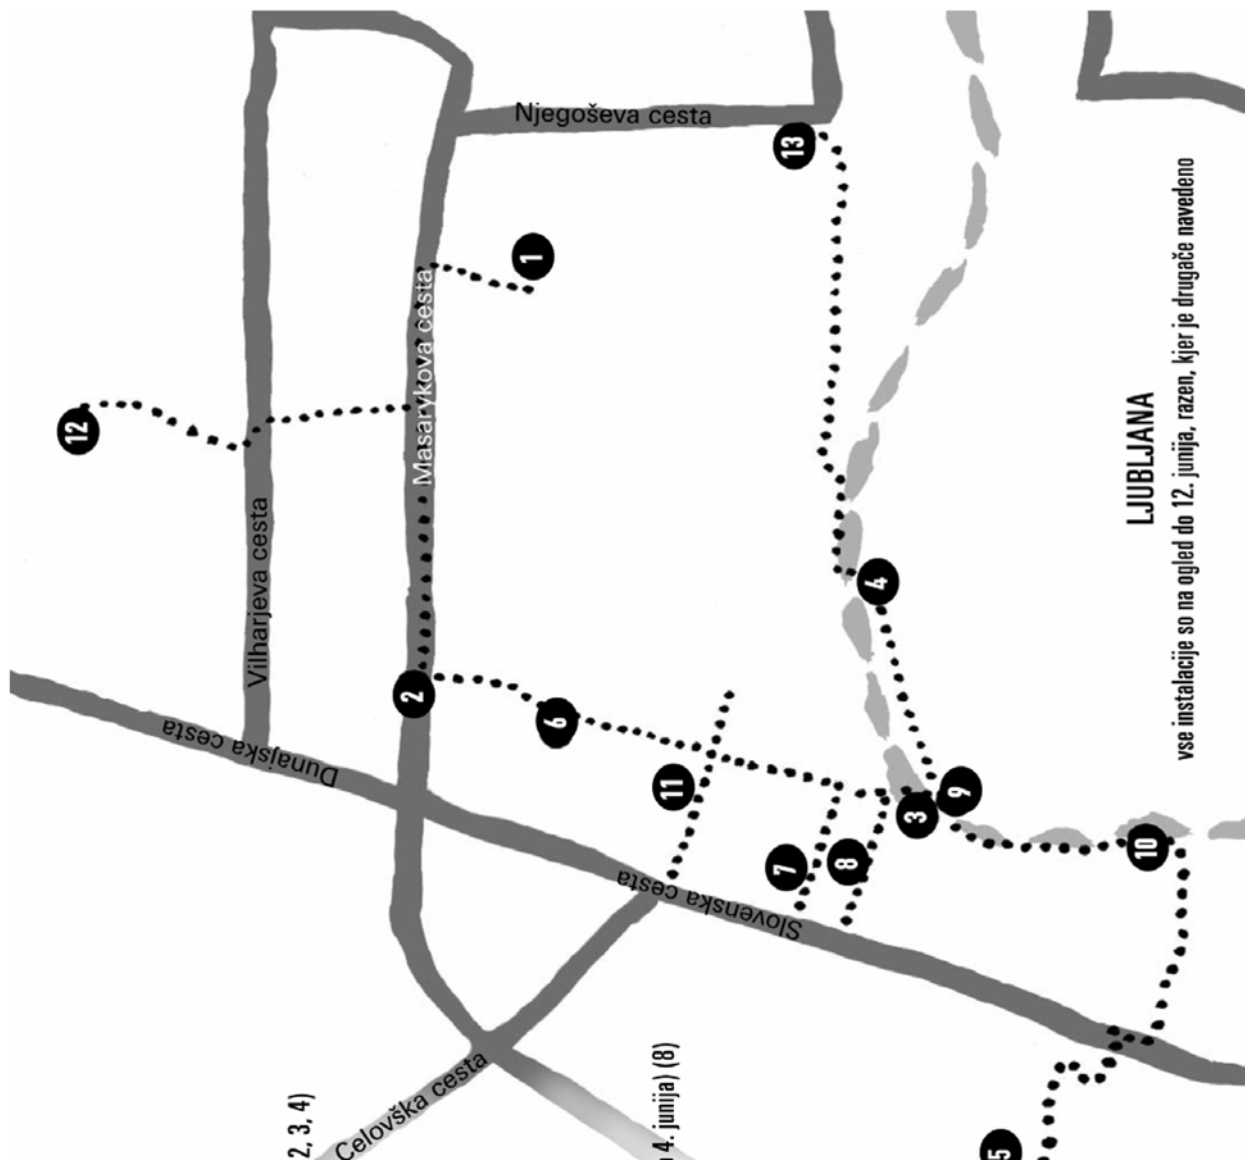 Njegoševa cesta
13
1
Masarykova cesta
12
Vilharjeva cesta
4
2
6
Dunajska cesta
11
9
3
10
7
8
Slovenska cesta
Celovška cesta
5
2, 3, 4)
4. junija) (8)
LJUBLJANA
vse instalacije so na ogled do 12. junija, razen, kjer je drugače navedeno